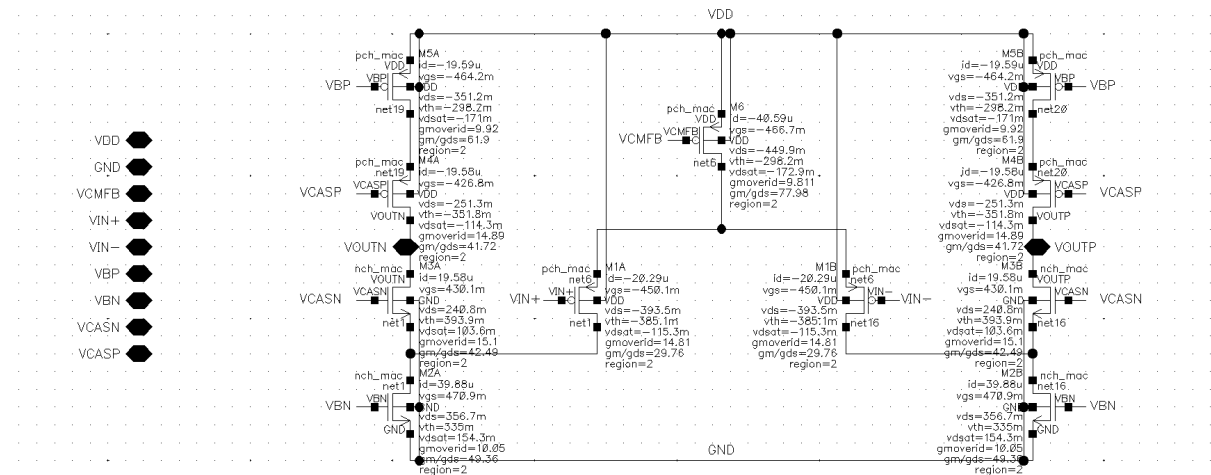 VDD
pch_mac
M5A
VDD
id=-19.59u
vgs=-464.2m
VBP
VBP
VDD
vds=-351.2m
net19
vth=-298.2m
vdsat=-171m
gmoverid=9.92
gm/gds=61.9
region=2
pch_mac
M4A
net19
id=-19.58u
vgs=-426.8m
VCASP
VCASP
VDD
vds=-251.3m
VOUTN
vth=-351.8m
vdsat=-114.3m
gmoverid=14.89
gm/gds=41.72
region=2
VOUTN
nch_mac
M3A
VOUTN
id=19.58u
vgs=430.1m
VCASN
VCASN
GND
vds=240.8m
net1
vth=393.9m
vdsat=103.6m
gmoverid=15.1
gm/gds=42.49
region=2
nch_mac
M2A
net1
id=39.88u
vgs=470.9m
VBN
VBN
GND
vds=356.7m
GND
vth=335m
vdsat=154.3m
gmoverid=10.05
gm/gds=49.36
region=2
VDD
GND
VCMFB
VIN+
VIN-
VBP
VBN
VCASN
VCASP
pch_mac
M6
VDD
id=-40.59u
vgs=-466.7m
VCMFB
VCMFB
VDD
vds=-449.9m
net6
vth=-298.2m
vdsat=-172.9m
gmoverid=9.811
gm/gds=77.98
region=2
pch_mac
M1A
net6
id=-20.29u
vgs=-450.1m
VIN+
VIN+
VDD
vds=-393.5m
net1
vth=-385.1m
vdsat=-115.3m
gmoverid=14.81
gm/gds=29.76
region=2
M1B
pch_mac
id=-20.29u
net6
vgs=-450.1m
VDD
VIN-
VIN-
vds=-393.5m
net16
vth=-385.1m
vdsat=-115.3m
gmoverid=14.81
gm/gds=29.76
region=2
M5B
pch_mac
id=-19.59u
VDD
vgs=-464.2m
VBP
VBP
vds=-351.2m
net20
vth=-298.2m
vdsat=-171m
gmoverid=9.92
gm/gds=61.9
region=2
M4B
pch_mac
id=-19.58u
net20
vgs=-426.8m
VDD
VCASP
VCASP
vds=-251.3m
VOUTP
vth=-351.8m
vdsat=-114.3m
gmoverid=14.89
gm/gds=41.72
region=2
VOUTP
M3B
nch_mac
id=19.58u
VOUTP
vgs=430.1m
GND
VCASN
VCASN
vds=240.8m
net16
vth=393.9m
vdsat=103.6m
gmoverid=15.1
gm/gds=42.49
region=2
M2B
nch_mac
id=39.88u
net16
vgs=470.9m
VBN
VBN
vds=356.7m
GND
vth=335m
vdsat=154.3m
gmoverid=10.05
region=2
GND